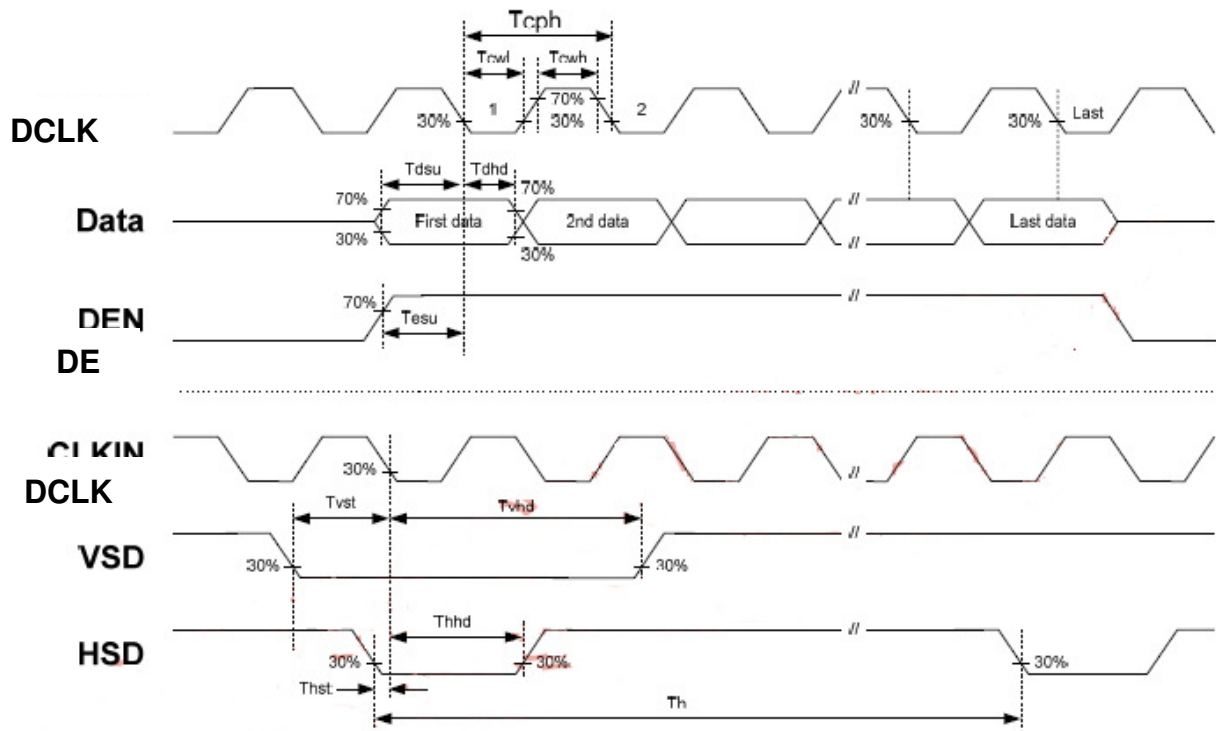 Tcph
Tcwl Tcwh
DCLK 30% 1 70% 30% 2 // 30% 30% Last
Tdsu Tdhd
Data 70% 30% First data 70% 30% 2nd data // Last data
DEN 70% Tesu //
DE
CLKIN 30% //
DCLK
Tvst Tvhd
VSD 30% 30% //
Thhd
HSD 30% 30% // 30%
Thst
Th